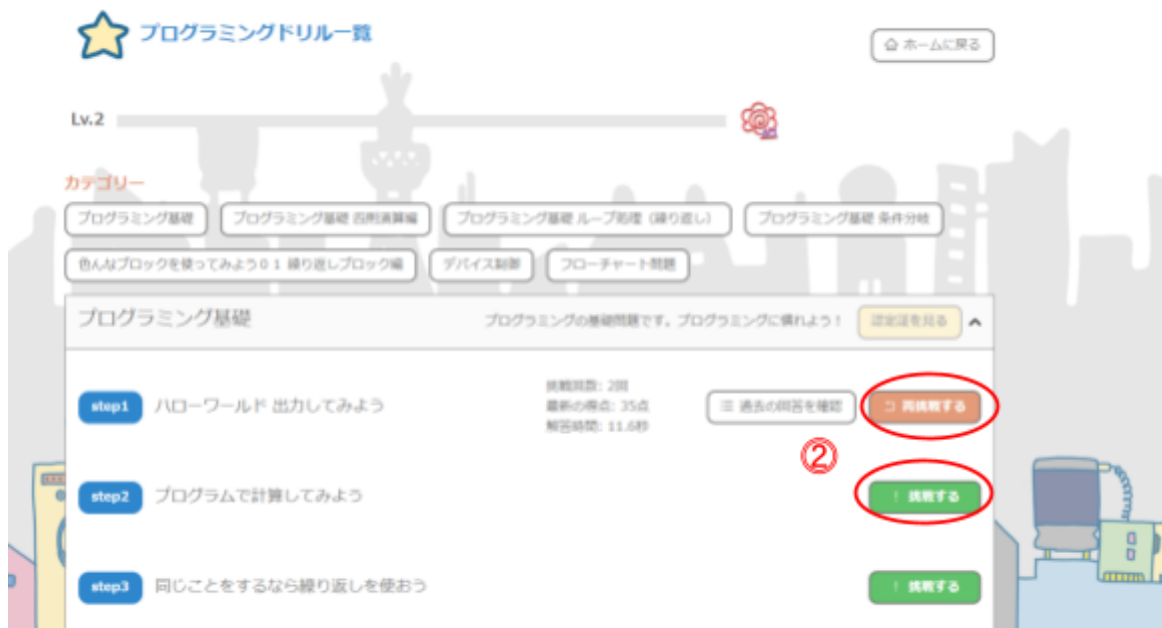 プログラミングドリル一覧
ホームに戻る
Lv.2
カテゴリー
プログラミング基礎
プログラミング基礎 四則演算編
プログラミング基礎 ループ処理（繰り返し）
プログラミング基礎 条件分岐
色んなブロックを使ってみよう０１ 繰り返しブロック編
デバイス制御
フローチャート問題
プログラミング基礎
プログラミングの基礎問題です。プログラミングに慣れよう！
認定証を見る
step1
ハローワールド 出力してみよう
挑戦回数: 2回
最新の得点: 35点
解答時間: 11.6秒
過去の回答を確認
再挑戦する
②
step2
プログラムで計算してみよう
! 挑戦する
step3
同じことをするなら繰り返しを使おう
! 挑戦する